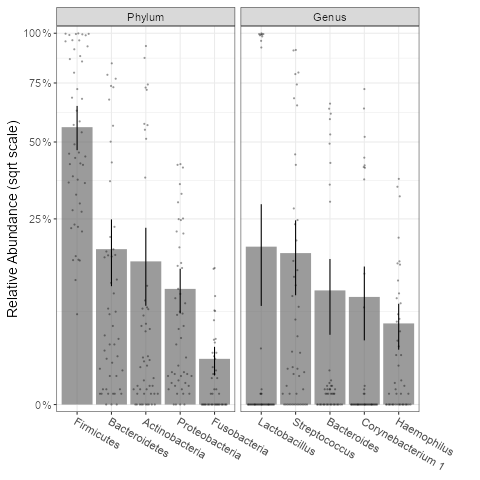 Phylum
Genus
100%
75%
50%
25%
0%
Relative Abundance (sqrt scale)
Firmicutes
Bacteroidetes
Actinobacteria
Proteobacteria
Fusobacteria
Lactobacillus
Streptococcus
Bacteroides
Corynebacterium 1
Haemophilus